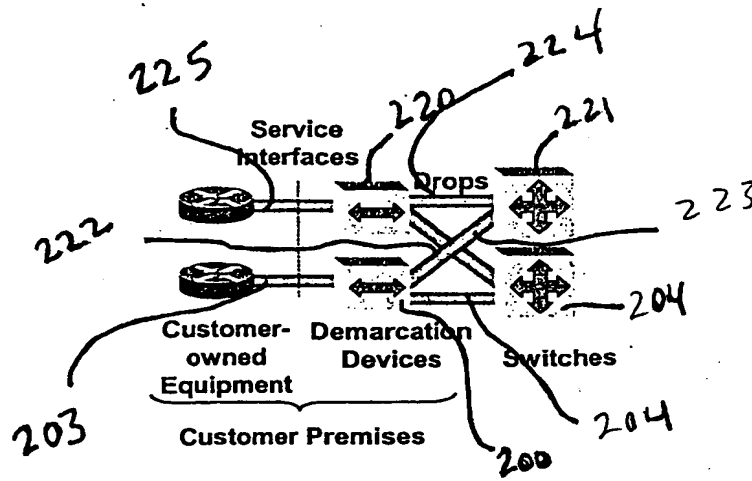 225
224
220
221
Service
Interfaces
Drops
222
223
204
Customer-
owned
Equipment
Demarcation
Devices
Switches
203
Customer Premises
200
204